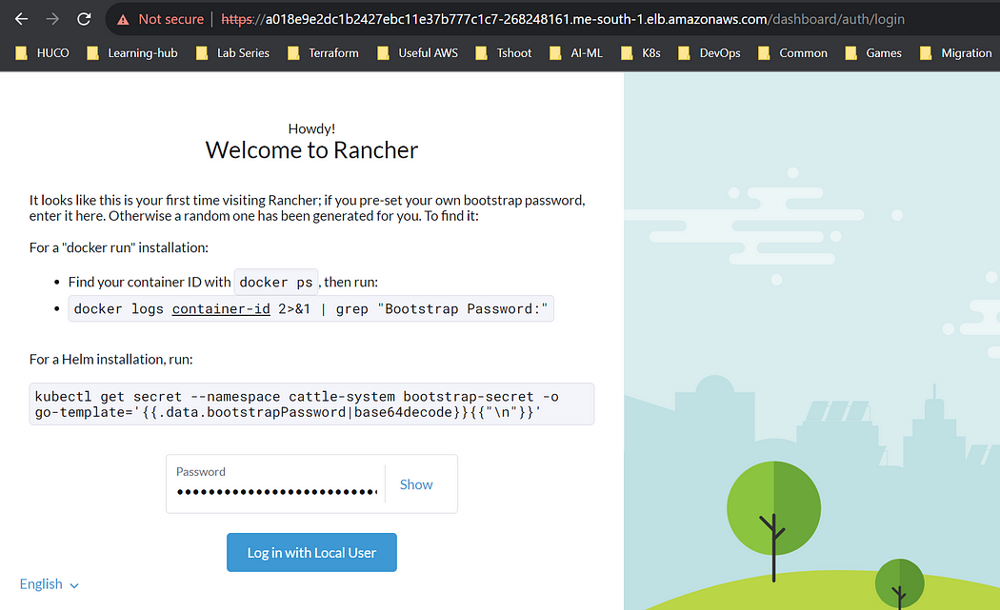 Not secure | https://a018e9e2dc1b2427ebc11e37b777c1c7-268248161.me-south-1.elb.amazonaws.com/dashboard/auth/login
HUCO Learning-hub Lab Series Terraform Useful AWS Tshoot AI-ML K8s DevOps Common Games Migration
Howdy!
Welcome to Rancher
It looks like this is your first time visiting Rancher; if you pre-set your own bootstrap password,
enter it here. Otherwise a random one has been generated for you. To find it:
For a "docker run" installation:
• Find your container ID with docker ps , then run:
• docker logs container-id 2>&1 | grep "Bootstrap Password:"
For a Helm installation, run:
kubectl get secret --namespace cattle-system bootstrap-secret -o
go-template='{{.data.bootstrapPassword|base64decode}}{{"\n"}}'
Password
Show
Log in with Local User
English